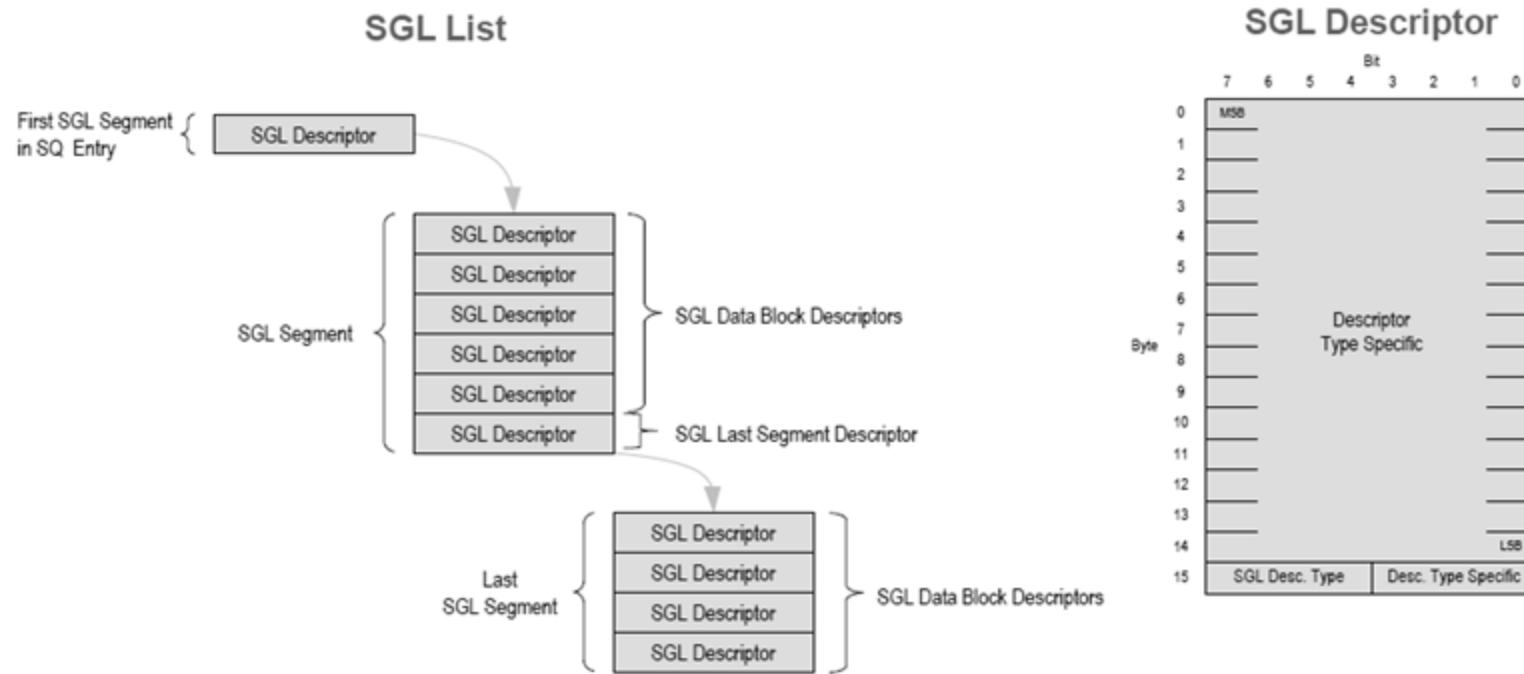 SGL List
First SGL Segment
in SQ Entry
SGL Descriptor
SGL Segment
SGL Descriptor
SGL Descriptor
SGL Descriptor
SGL Descriptor
SGL Descriptor
SGL Descriptor
SGL Data Block Descriptors
SGL Last Segment Descriptor
Last
SGL Segment
SGL Descriptor
SGL Descriptor
SGL Descriptor
SGL Descriptor
SGL Data Block Descriptors
SGL Descriptor
Bit
7 6 5 4 3 2 1 0
Byte
0 MSB
1
2
3
4
5
6
7
8
9
10
11
12
13
14 LSB
Descriptor
Type Specific
15 SGL Desc. Type Desc. Type Specific